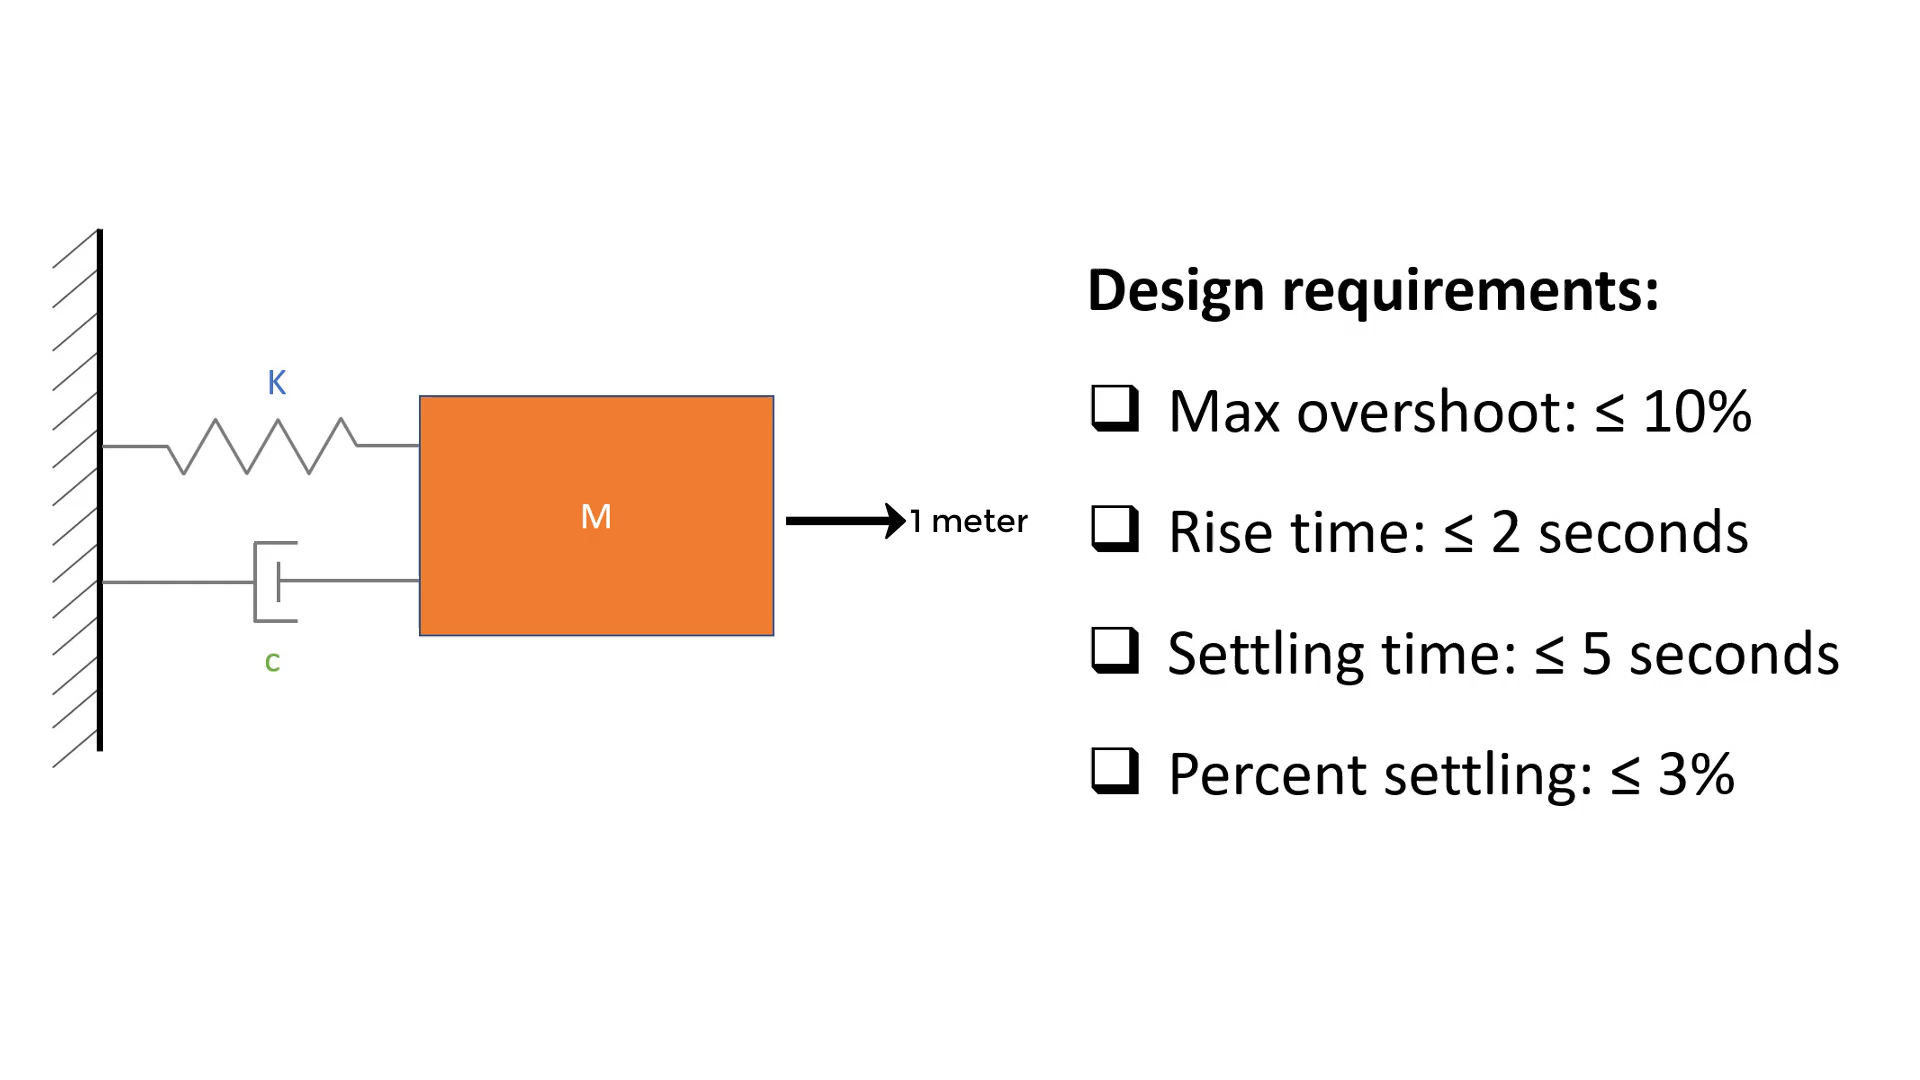 K
M
c
1 meter
Design requirements:
Max overshoot: ≤ 10%
Rise time: ≤ 2 seconds
Settling time: ≤ 5 seconds
Percent settling: ≤ 3%